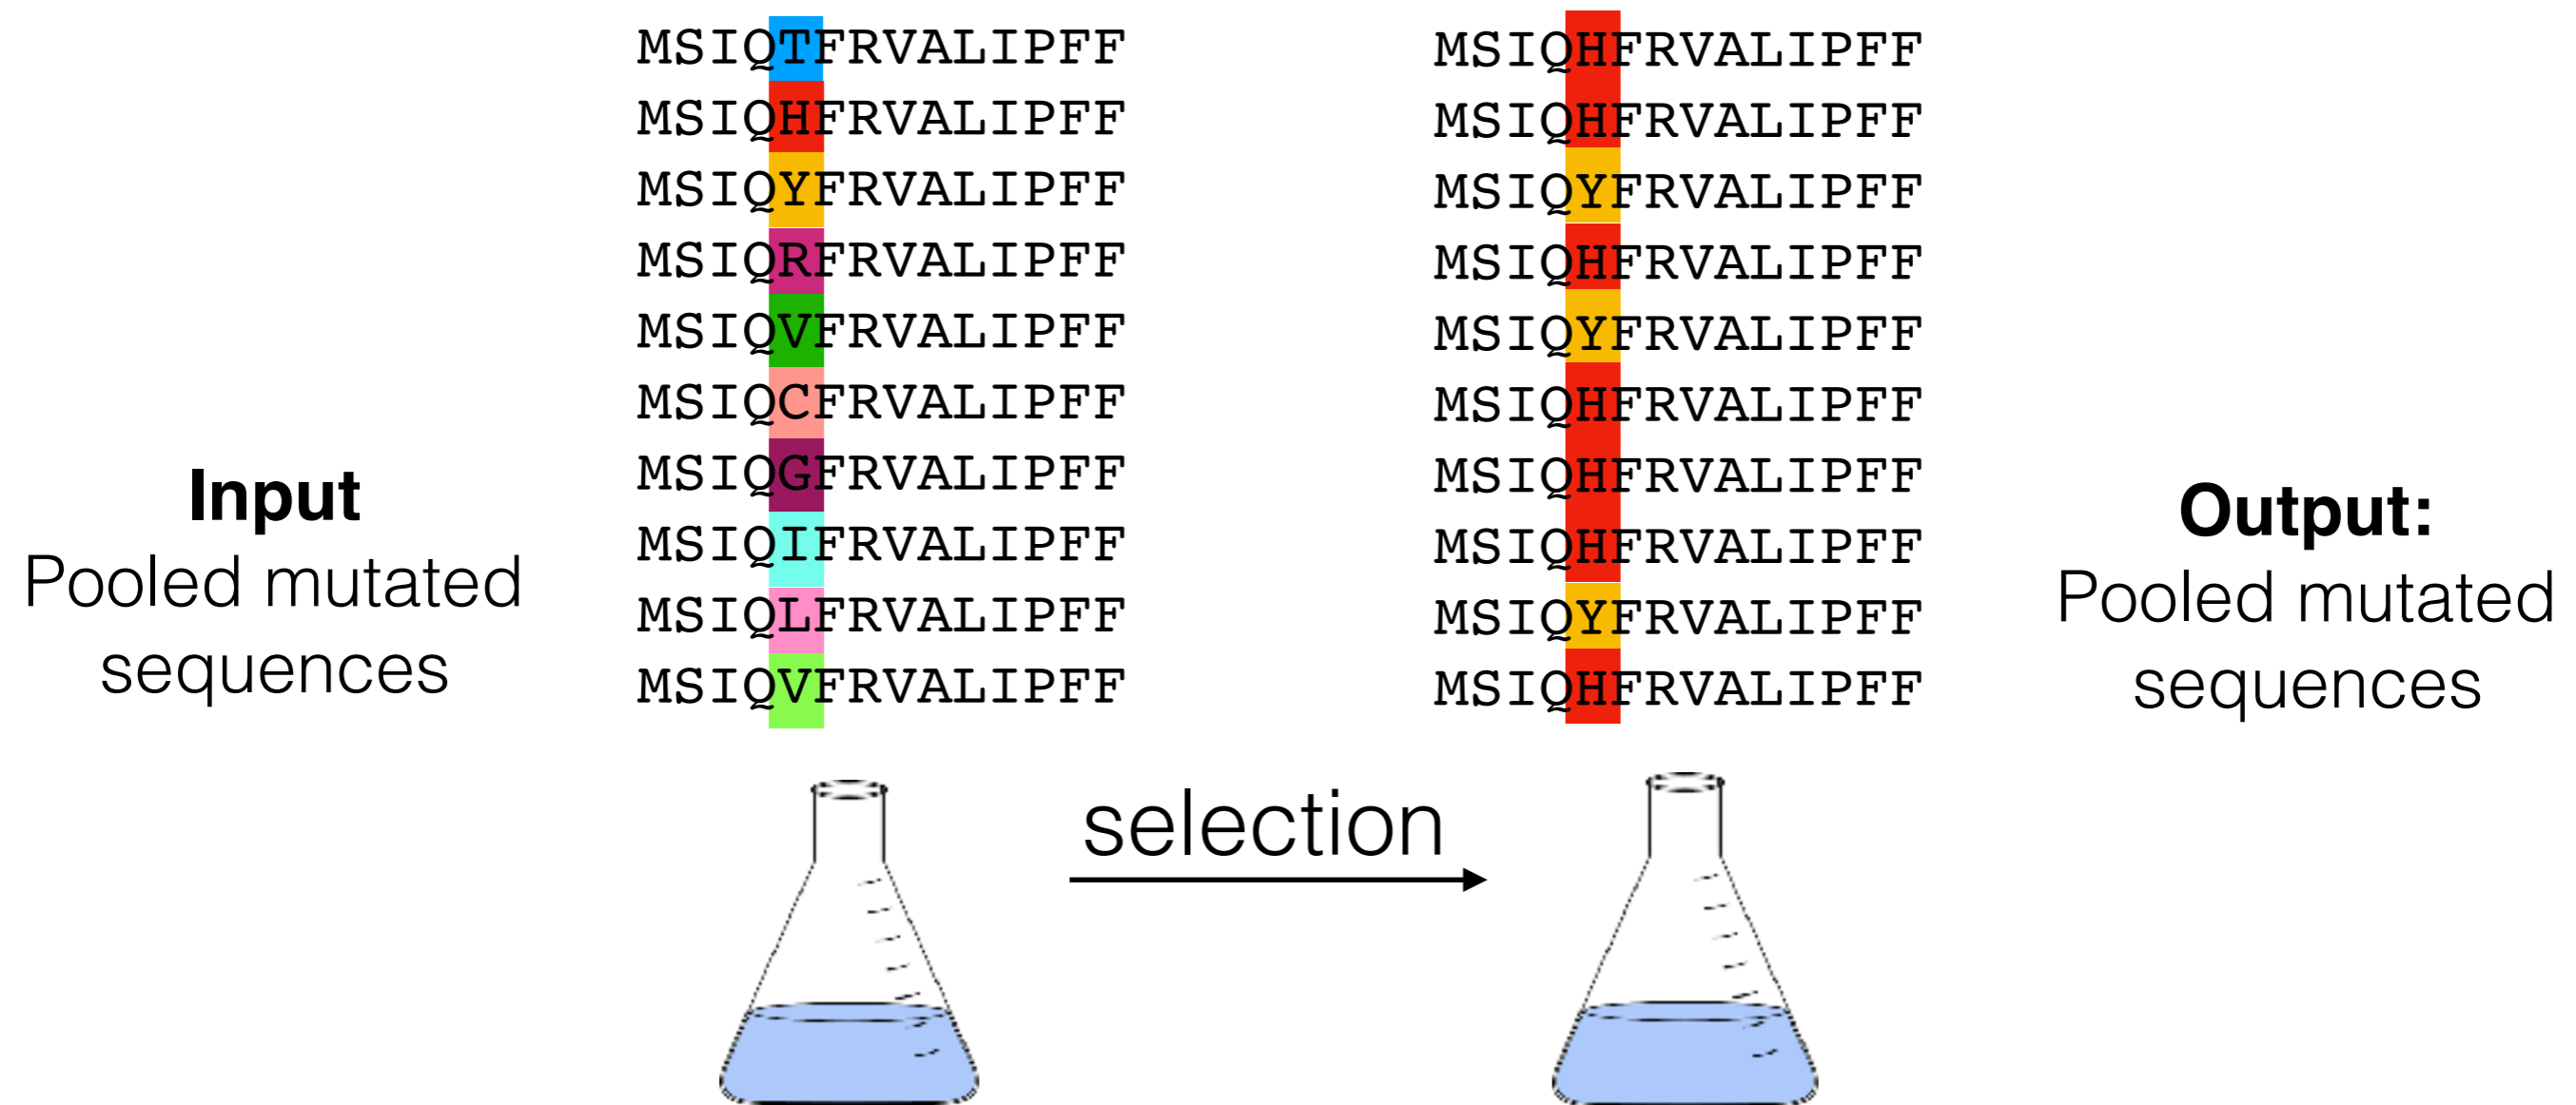 Input
Pooled mutated
sequences
MSIQTFRVALIPFF
MSIQHFRVALIPFF
MSIQYFRVALIPFF
MSIQRFRVALIPFF
MSIQVFRVALIPFF
MSIQCFRVALIPFF
MSIQGFRVALIPFF
MSIQIFRVALIPFF
MSIQLFRVALIPFF
MSIQVFRVALIPFF
selection
MSIQHFRVALIPFF
MSIQHFRVALIPFF
MSIQYFRVALIPFF
MSIQHFRVALIPFF
MSIQYFRVALIPFF
MSIQHFRVALIPFF
MSIQHFRVALIPFF
MSIQHFRVALIPFF
MSIQYFRVALIPFF
MSIQHFRVALIPFF
Output:
Pooled mutated
sequences